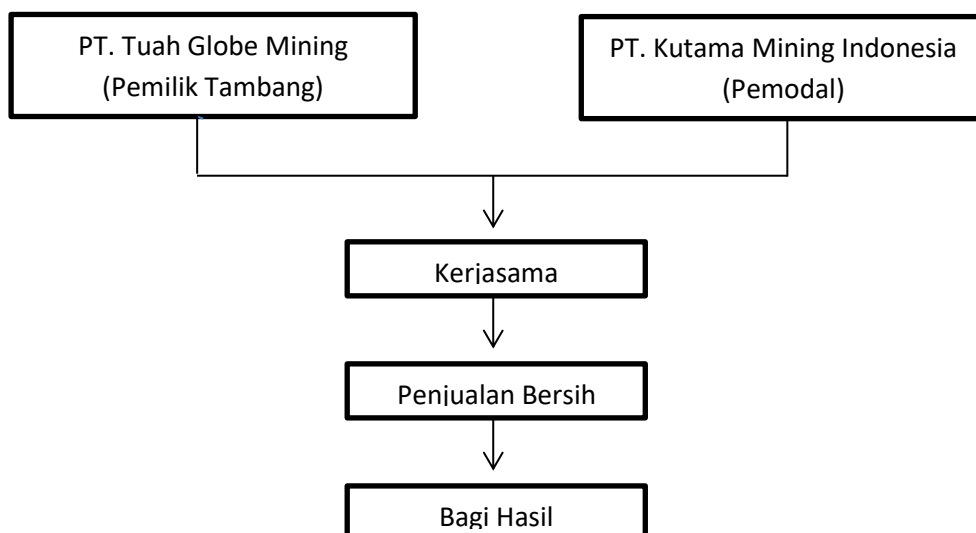 PT. Tuah Globe Mining
(Pemilik Tambang)
PT. Kutama Mining Indonesia
(Pemodal)
Kerjasama
Penjualan Bersih
Bagi Hasil